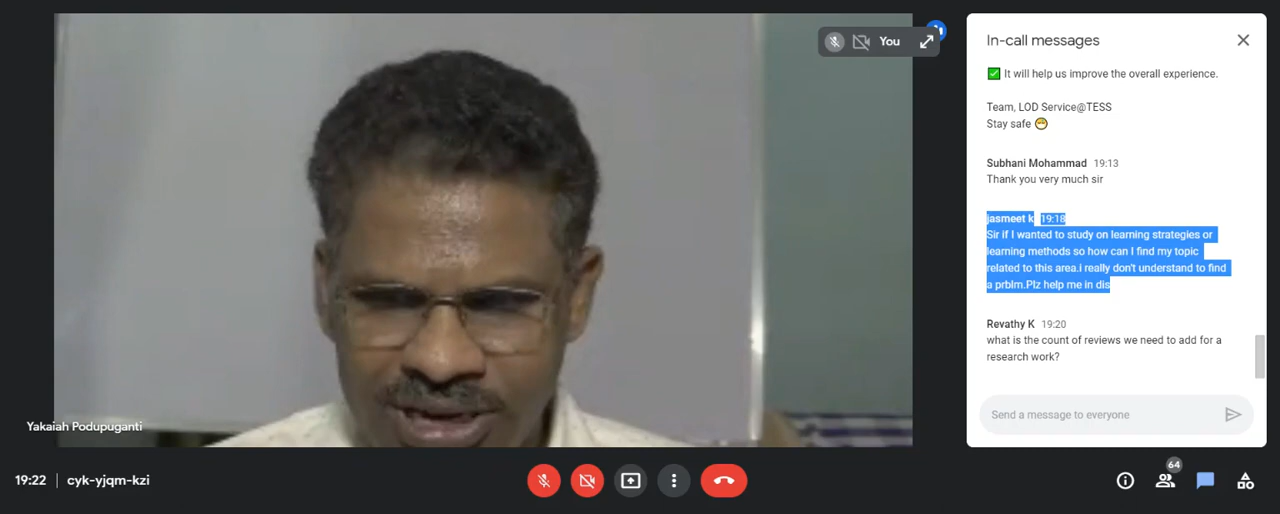 You
In-call messages
It will help us improve the overall experience.
Team, LOD Service@TESS
Stay safe
Subhani Mohammad 19:13
Thank you very much sir
jasmeet k 19:18
Sir if I wanted to study on learning strategies or
learning methods so how can I find my topic
related to this area.i really don't understand to find
a prblm.Plz help me in dis
Revathy K 19:20
what is the count of reviews we need to add for a
research work?
Send a message to everyone
Yakaiah Podupuganti
19:22 | cyk-yjqm-kzi
64